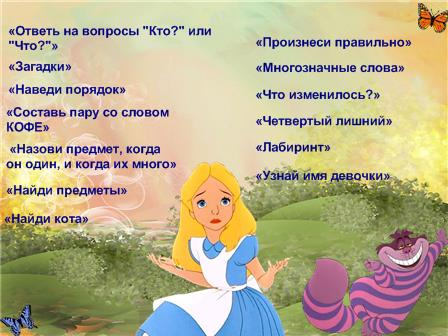 «Ответь на вопросы "Кто?" или
"Что?"»
«Загадки»
«Наведи порядок»
«Составь пару со словом
КОФЕ»
«Назови предмет, когда
он один, и когда их много»
«Найди предметы»
«Найди кота»
«Произнеси правильно»
«Многозначные слова»
«Что изменилось?»
«Четвертый лишний»
«Лабиринт»
«Узнай имя девочки»